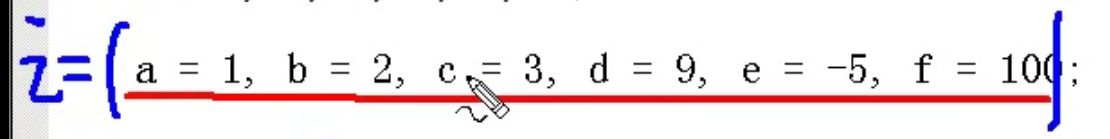 i=(a = 1, b = 2, c = 3, d = 9, e = -5, f = 100);